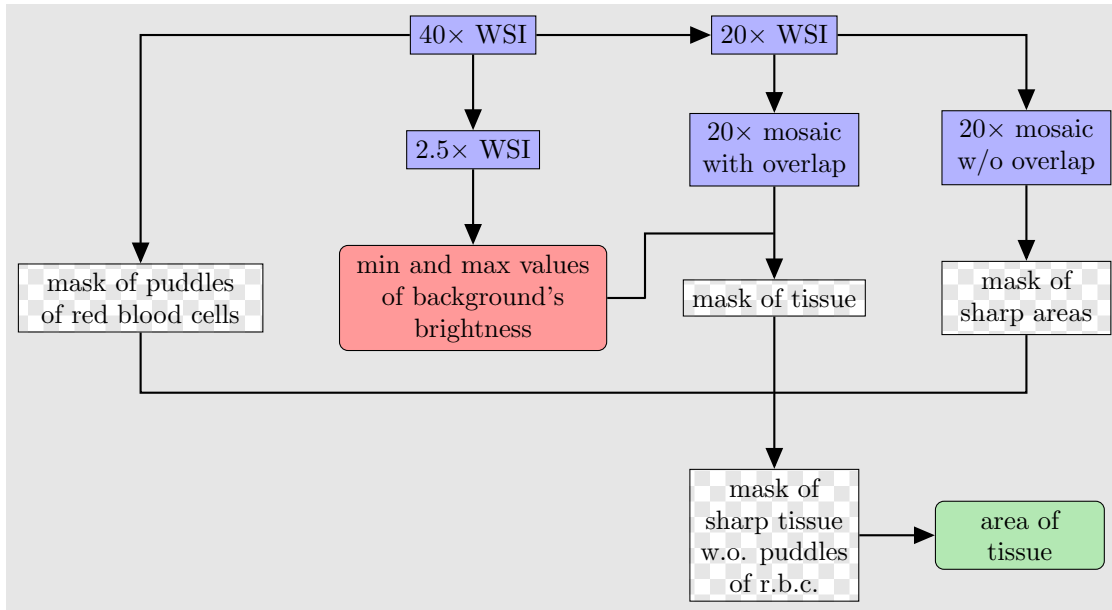 40× WSI
20× WSI
2.5× WSI
20× mosaic
with overlap
20× mosaic
w/o overlap
mask of puddles
of red blood cells
min and max values
of background's
brightness
mask of tissue
mask of
sharp areas
mask of
sharp tissue
w.o. puddles
of r.b.c.
area of
tissue